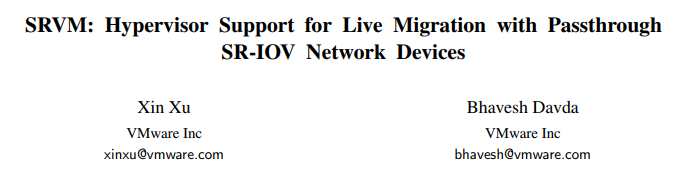 SRVM: Hypervisor Support for Live Migration with Passthrough
SR-IOV Network Devices
Xin Xu
VMware Inc
xinxu@vmware.com
Bhavesh Davda
VMware Inc
bhavesh@vmware.com